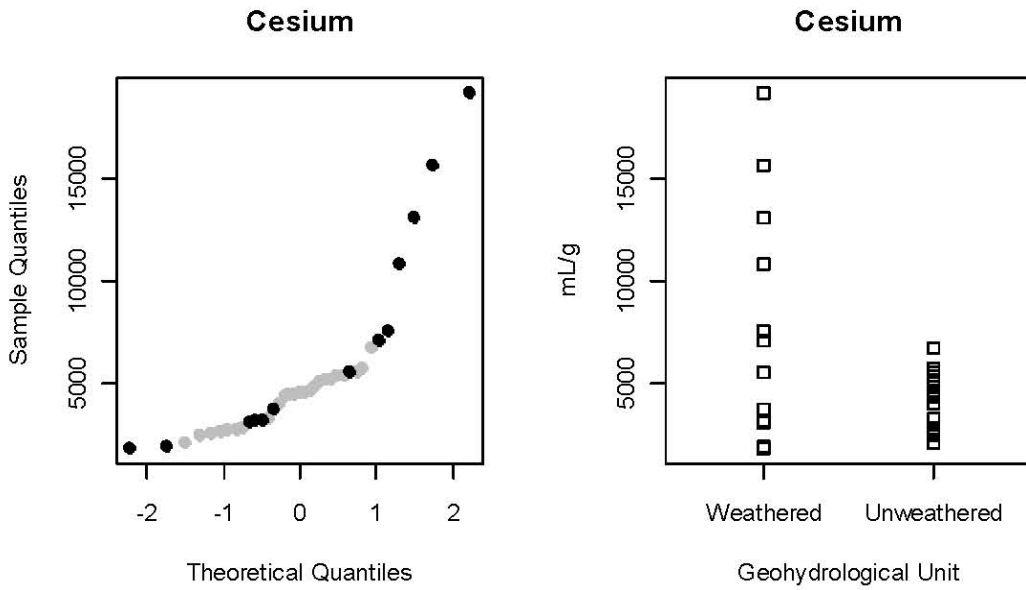 Cesium
Sample Quantiles
5000 10000 15000
-2 -1 0 1 2
Theoretical Quantiles
Cesium
mL/g
5000 10000 15000
Weathered Unweathered
Geohydrological Unit